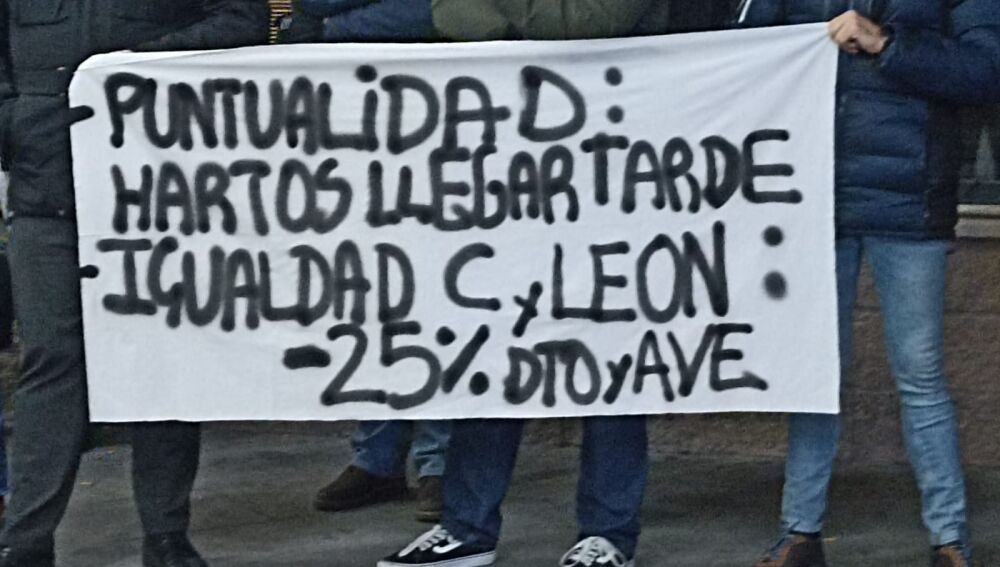 - PUNTUALiDAD:
HARTOS LLEGAR TARDE
- IGUALDAD C y LEON:
-25% DTO y AVE